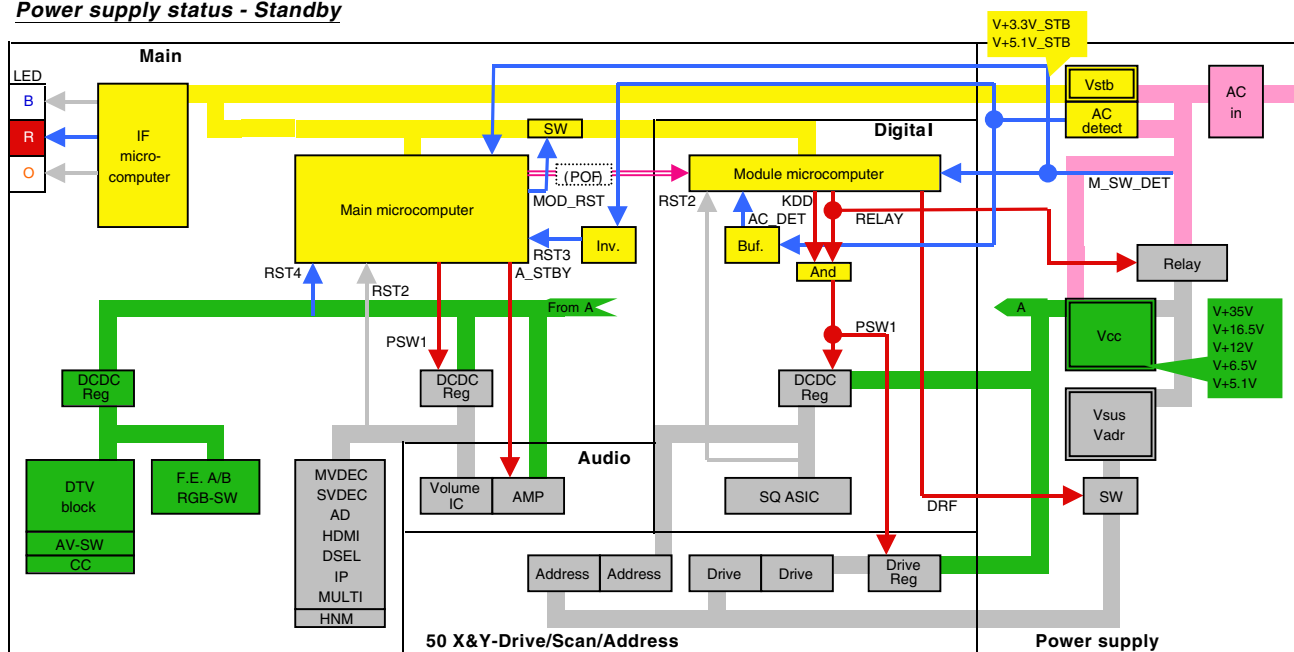 Power supply status - Standby
V+3.3V_STB
V+5.1V_STB
Main
LED
B
R
O
IF
micro-
computer
SW
Digital
Vstb
AC
detect
AC
in
Main microcomputer
(POF)
MOD_RST
Module microcomputer
M_SW_DET
RST2
KDD
AC_DET
RELAY
RST3
Inv.
Buf.
A_STBY
And
Relay
RST4
RST2
From A
A
PSW1
PSW1
Vcc
V+35V
V+16.5V
V+12V
V+6.5V
V+5.1V
DCDC
Reg
DCDC
Reg
DCDC
Reg
Vsus
Vadr
Audio
DTV
block
AV-SW
CC
F.E. A/B
RGB-SW
MVDEC
SVDEC
AD
HDMI
DSEL
IP
MULTI
HNM
Volume
IC
AMP
SQ ASIC
DRF
SW
Address
Address
Drive
Drive
Drive
Reg
50 X&Y-Drive/Scan/Address
Power supply